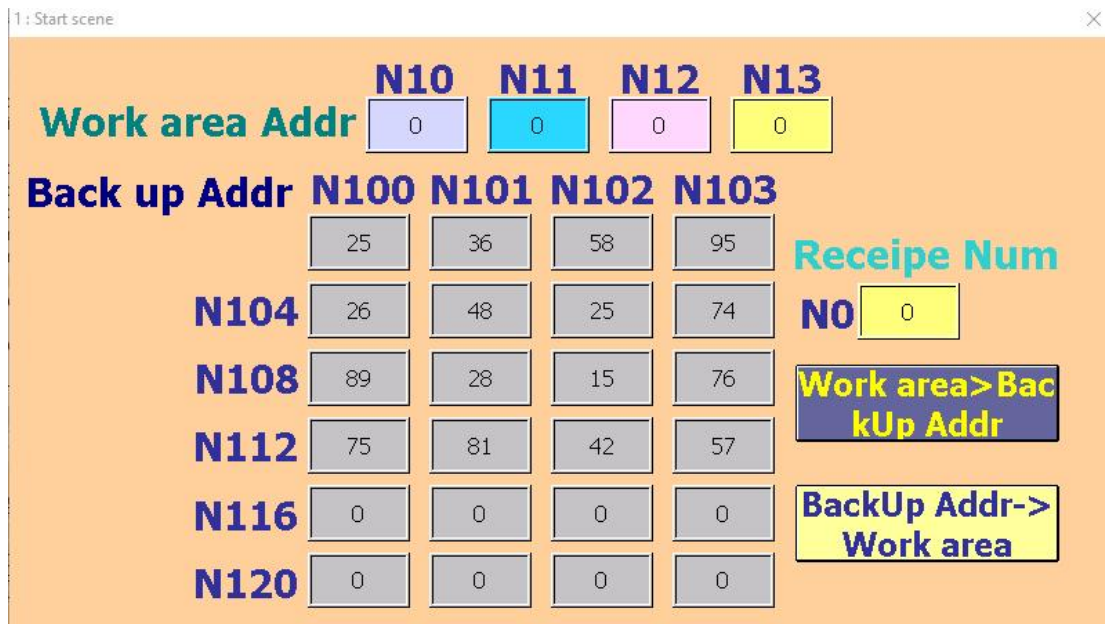 1 : Start scene
N10 N11 N12 N13
Work area Addr 0 0 0 0
Back up Addr N100 N101 N102 N103
25 36 58 95
Receipe Num
N104 26 48 25 74
N0 0
N108 89 28 15 76
Work area>Bac
kUp Addr
N112 75 81 42 57
N116 0 0 0 0
BackUp Addr->
Work area
N120 0 0 0 0